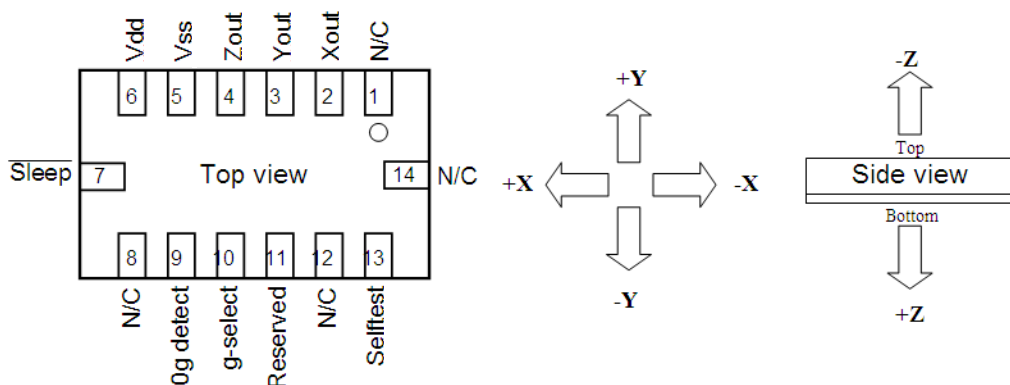 Vdd
Vss
Zout
Yout
Xout
N/C
6
5
4
3
2
1
Sleep
7
Top view
14
N/C
8
9
10
11
12
13
N/C
0g detect
g-select
Reserved
N/C
Selftest
+Y
+X
-X
-Y
-Z
Top
Side view
Bottom
+Z